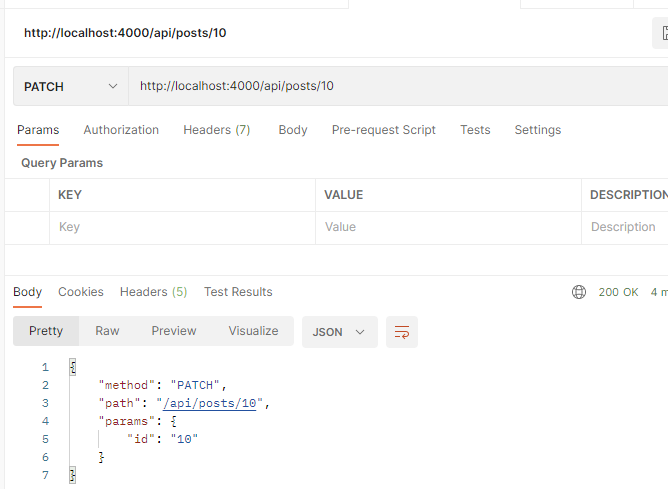 http://localhost:4000/api/posts/10
PATCH http://localhost:4000/api/posts/10
Params Authorization Headers (7) Body Pre-request Script Tests Settings
Query Params
KEY VALUE DESCRIPTION
Key Value Description
Body Cookies Headers (5) Test Results 200 OK 4 m
Pretty Raw Preview Visualize JSON
1 {
2 "method": "PATCH",
3 "path": "/api/posts/10",
4 "params": {
5 "id": "10"
6 }
7 }